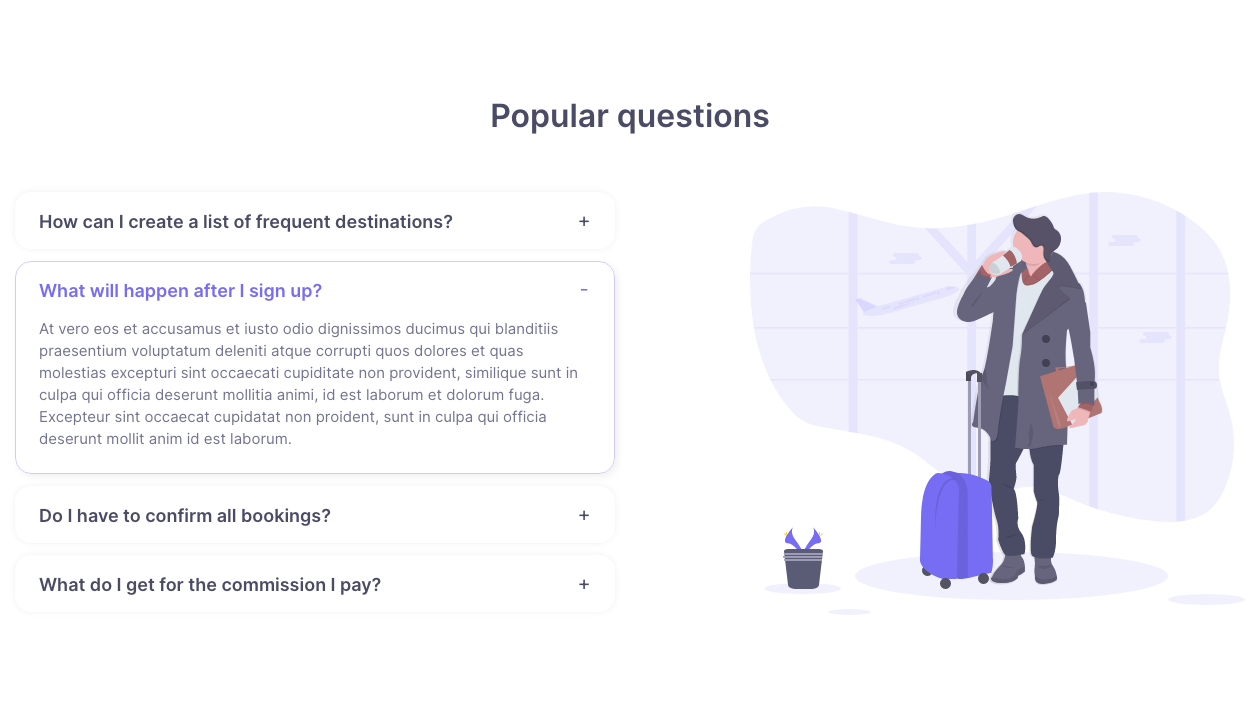 Popular questions
How can I create a list of frequent destinations? +
What will happen after I sign up? -
At vero eos et accusamus et iusto odio dignissimos ducimus qui blanditiis
praesentium voluptatum deleniti atque corrupti quos dolores et quas
molestias excepturi sint occaecati cupiditate non provident, similique sunt in
culpa qui officia deserunt mollitia animi, id est laborum et dolorum fuga.
Excepteur sint occaecat cupidatat non proident, sunt in culpa qui officia
deserunt mollit anim id est laborum.
Do I have to confirm all bookings? +
What do I get for the commission I pay? +